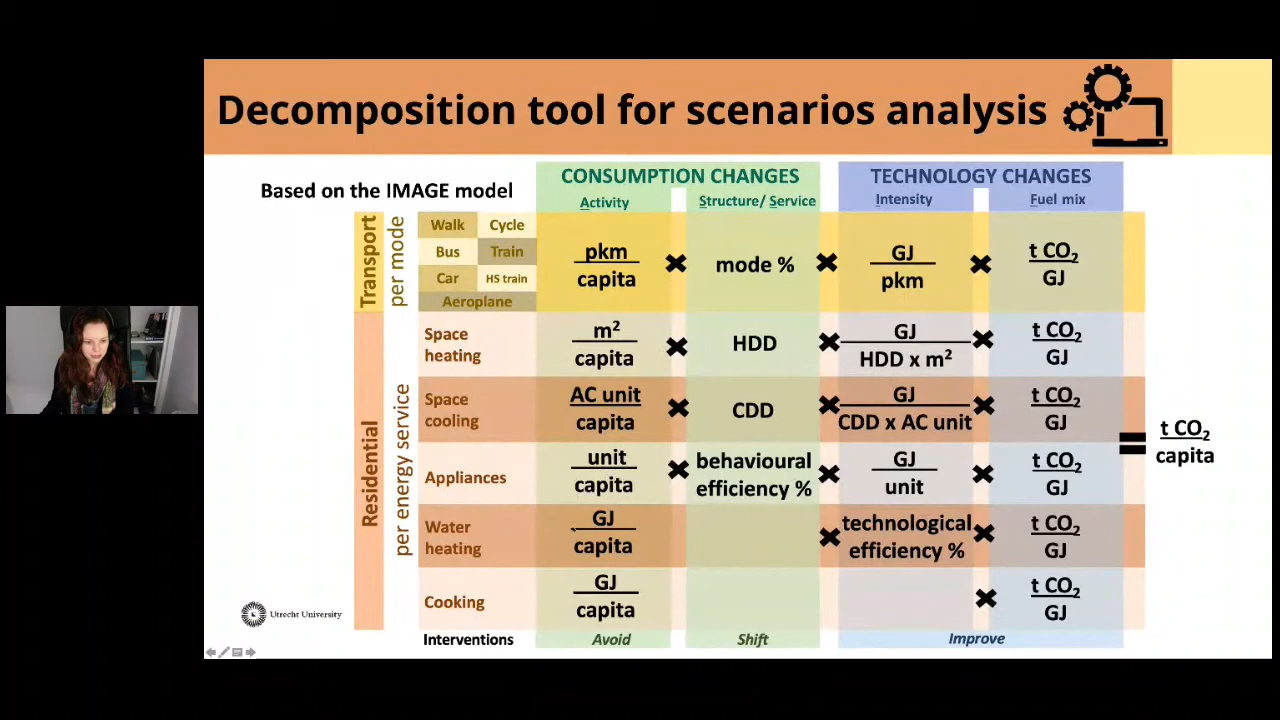 Decomposition tool for scenarios analysis
Based on the IMAGE model
CONSUMPTION CHANGES
TECHNOLOGY CHANGES
Activity
Structure/ Service
Intensity
Fuel mix
Transport
per mode
Walk
Cycle
Bus
Train
Car
HS train
Aeroplane
pkm
capita
mode %
GJ
pkm
t CO₂
GJ
Residential
per energy service
Space
heating
m²
capita
HDD
GJ
HDD x m²
t CO₂
GJ
Space
cooling
AC unit
capita
CDD
GJ
CDD x AC unit
t CO₂
GJ
Appliances
unit
capita
behavioural
efficiency %
GJ
unit
t CO₂
GJ
Water
heating
GJ
capita
technological
efficiency %
t CO₂
GJ
Cooking
GJ
capita
t CO₂
GJ
=
t CO₂
capita
Utrecht University
Interventions
Avoid
Shift
Improve